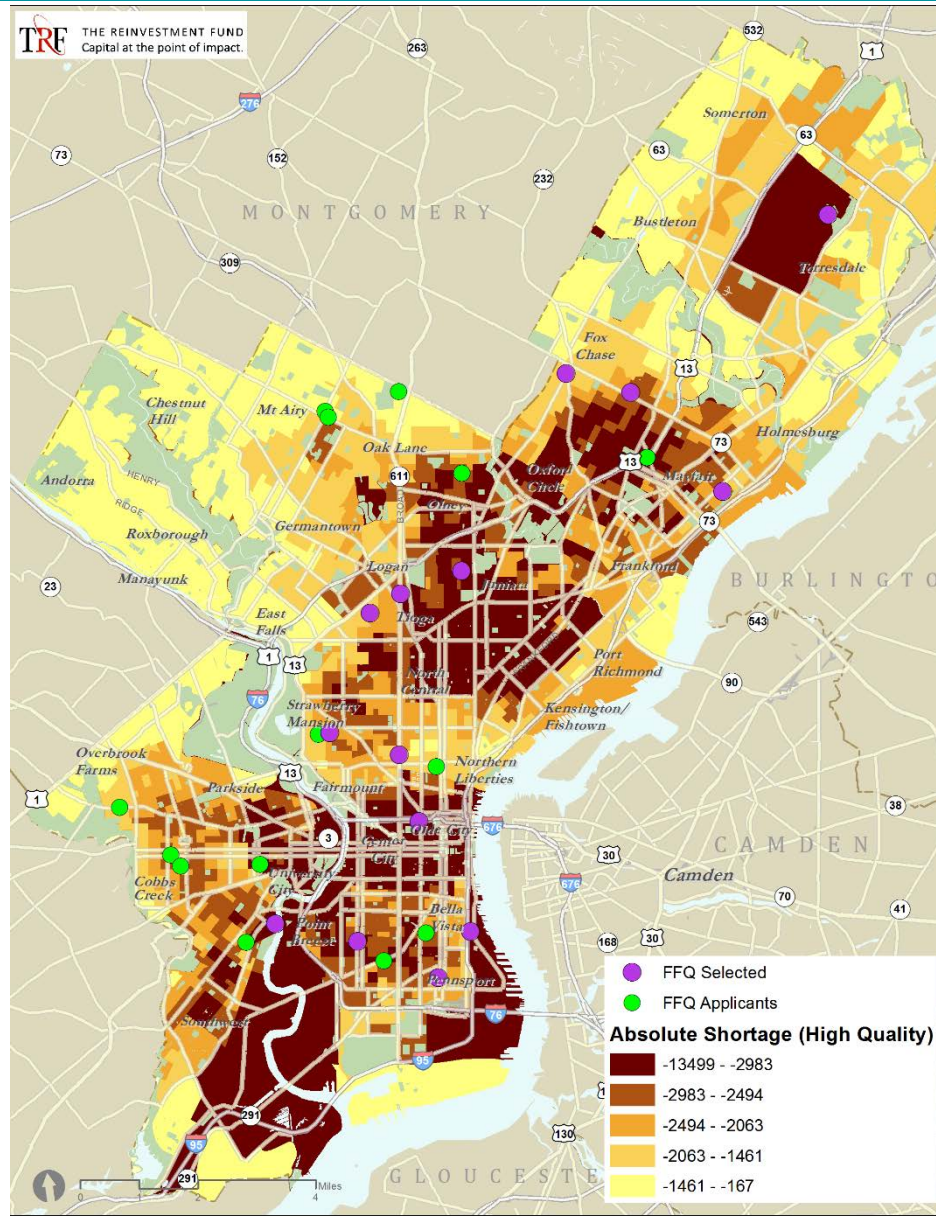 TRF THE REINVESTMENT FUND
Capital at the point of impact.
532
263
1
276
Somerton
63
73
152
63
232
MONTGOMERY
Bustleton
309
Torresdale
Fox
Chase
13
Chestnut
Hill
Mt Airy
73
Holmesburg
Oak Lane
13
611
Oxford
Circle
Mayfair
Andorra
HENRY
BROAD
Olney
RIDGE
Germantown
73
Roxborough
Logan
Frankford
Manayunk
Juniata
23
BURLINGTO
East
Falls
Tioga
543
1
13
Port
Richmond
North
Central
90
76
Strawberry
Mansion
Kensington/
Fishtown
Overbrook
Farms
Northern
Liberties
13
1
Parkside
Fairmount
38
676
3
Olde City
Center
City
CAMDEN
30
University
City
Camden
Cobbs
Creek
676
70
41
Bella
Vista
Point
Breeze
168
30
Pennsport
FFQ Selected
FFQ Applicants
76
Southwest
Absolute Shortage (High Quality)
95
-13499 - -2983
-2983 - -2494
291
-2494 - -2063
130
95
-2063 - -1461
GLOUCESTE
291
-1461 - -167
Miles
0 2 4